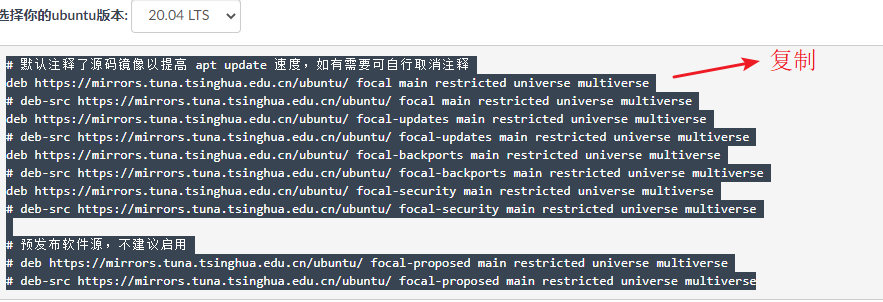 选择你的ubuntu版本: 20.04 LTS
# 默认注释了源码镜像以提高 apt update 速度，如有需要可自行取消注释
复制
deb https://mirrors.tuna.tsinghua.edu.cn/ubuntu/ focal main restricted universe multiverse
# deb-src https://mirrors.tuna.tsinghua.edu.cn/ubuntu/ focal main restricted universe multiverse
deb https://mirrors.tuna.tsinghua.edu.cn/ubuntu/ focal-updates main restricted universe multiverse
# deb-src https://mirrors.tuna.tsinghua.edu.cn/ubuntu/ focal-updates main restricted universe multiverse
deb https://mirrors.tuna.tsinghua.edu.cn/ubuntu/ focal-backports main restricted universe multiverse
# deb-src https://mirrors.tuna.tsinghua.edu.cn/ubuntu/ focal-backports main restricted universe multiverse
deb https://mirrors.tuna.tsinghua.edu.cn/ubuntu/ focal-security main restricted universe multiverse
# deb-src https://mirrors.tuna.tsinghua.edu.cn/ubuntu/ focal-security main restricted universe multiverse
# 预发布软件源，不建议启用
# deb https://mirrors.tuna.tsinghua.edu.cn/ubuntu/ focal-proposed main restricted universe multiverse
# deb-src https://mirrors.tuna.tsinghua.edu.cn/ubuntu/ focal-proposed main restricted universe multiverse